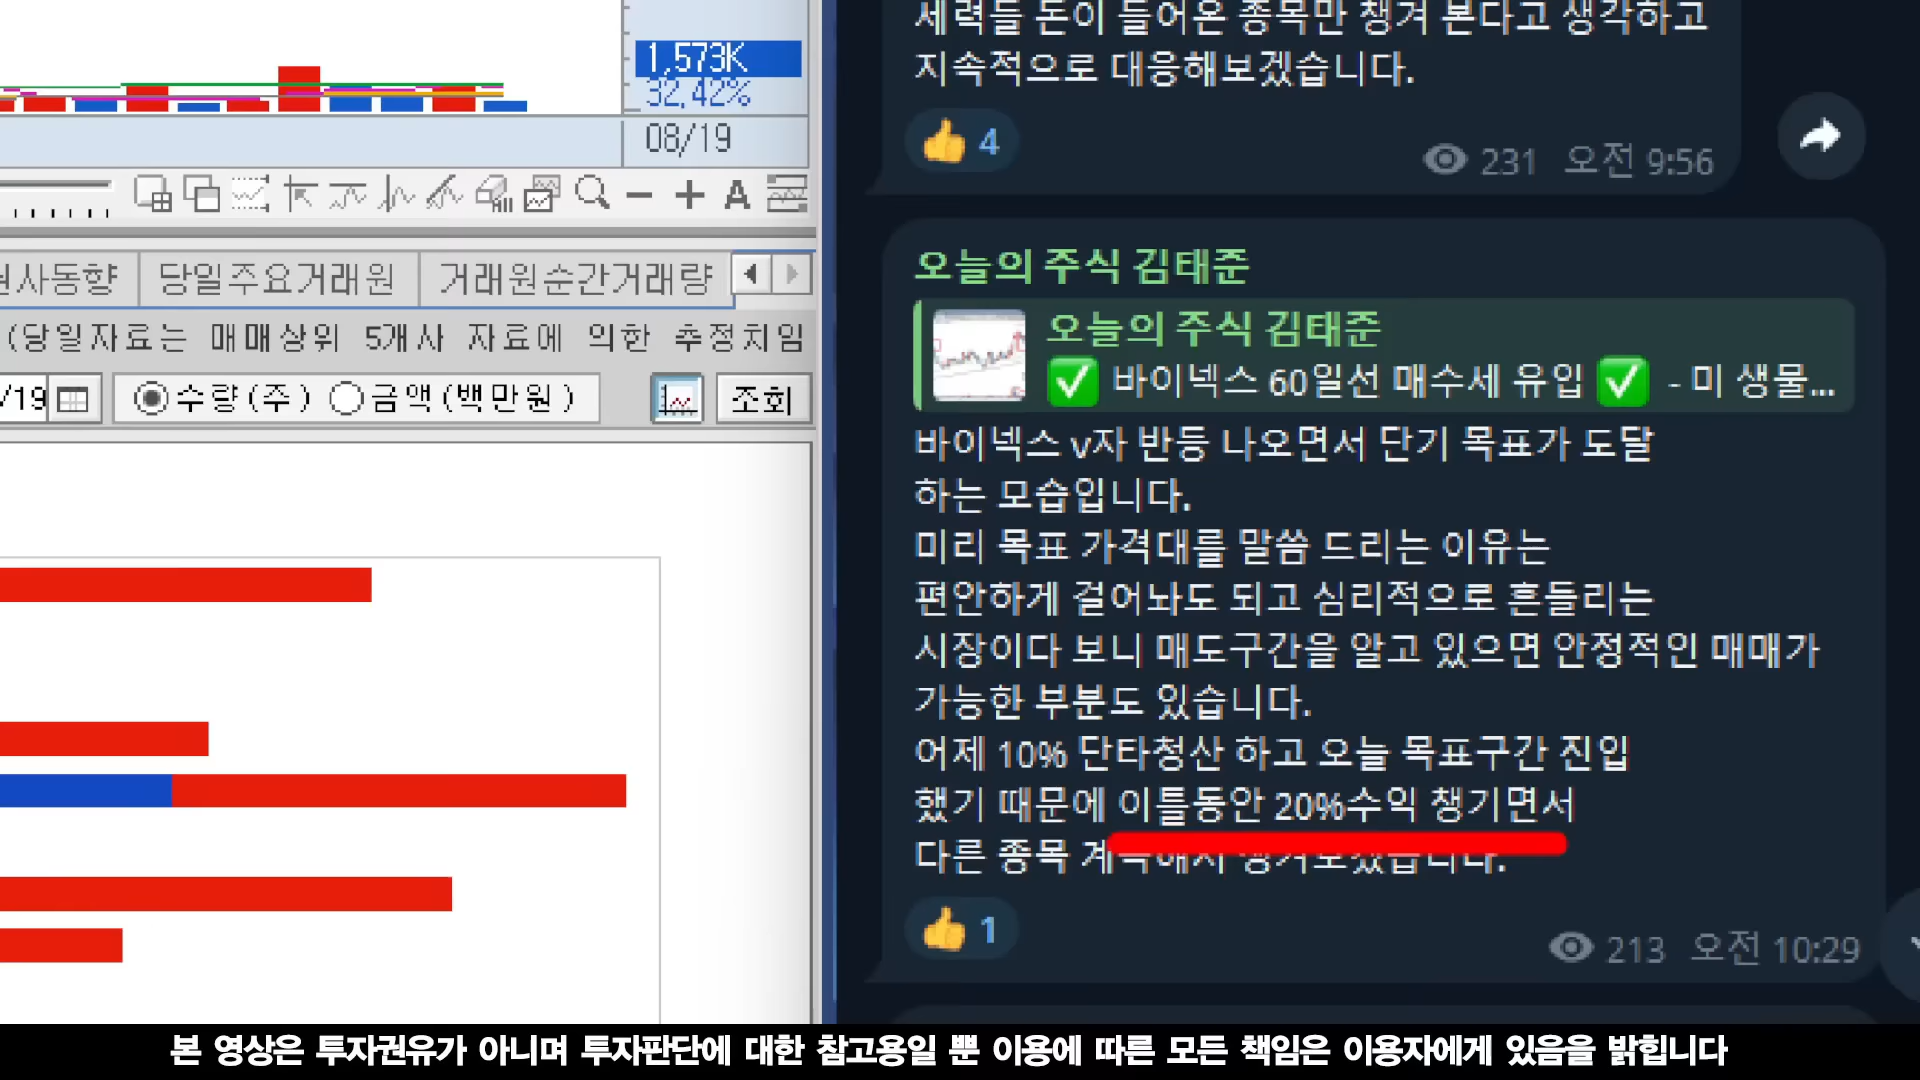 1,573K
32,42%
08/19
당일주요거래원
거래원순간거래량
(당일자료는 매매상위 5개사 자료에 의한 추정치임
/19
수량(주) 금액(백만원) 조회
세력들 돈이 들어온 종목만 챙겨 본다고 생각하고
지속적으로 대응해보겠습니다.
👍 4
231 오전 9:56
오늘의 주식 김태준
오늘의 주식 김태준
✅ 바이넥스 60일선 매수세 유입 ✅ - 미 생물...
바이넥스 v자 반등 나오면서 단기 목표가 도달
하는 모습입니다.
미리 목표 가격대를 말씀 드리는 이유는
편안하게 걸어놔도 되고 심리적으로 흔들리는
시장이다 보니 매도구간을 알고 있으면 안정적인 매매가
가능한 부분도 있습니다.
어제 10% 단타청산 하고 오늘 목표구간 진입
했기 때문에 이틀동안 20%수익 챙기면서
다른 종목
👍 1
213 오전 10:29
본 영상은 투자권유가 아니며 투자판단에 대한 참고용일 뿐 이용에 따른 모든 책임은 이용자에게 있음을 밝힙니다